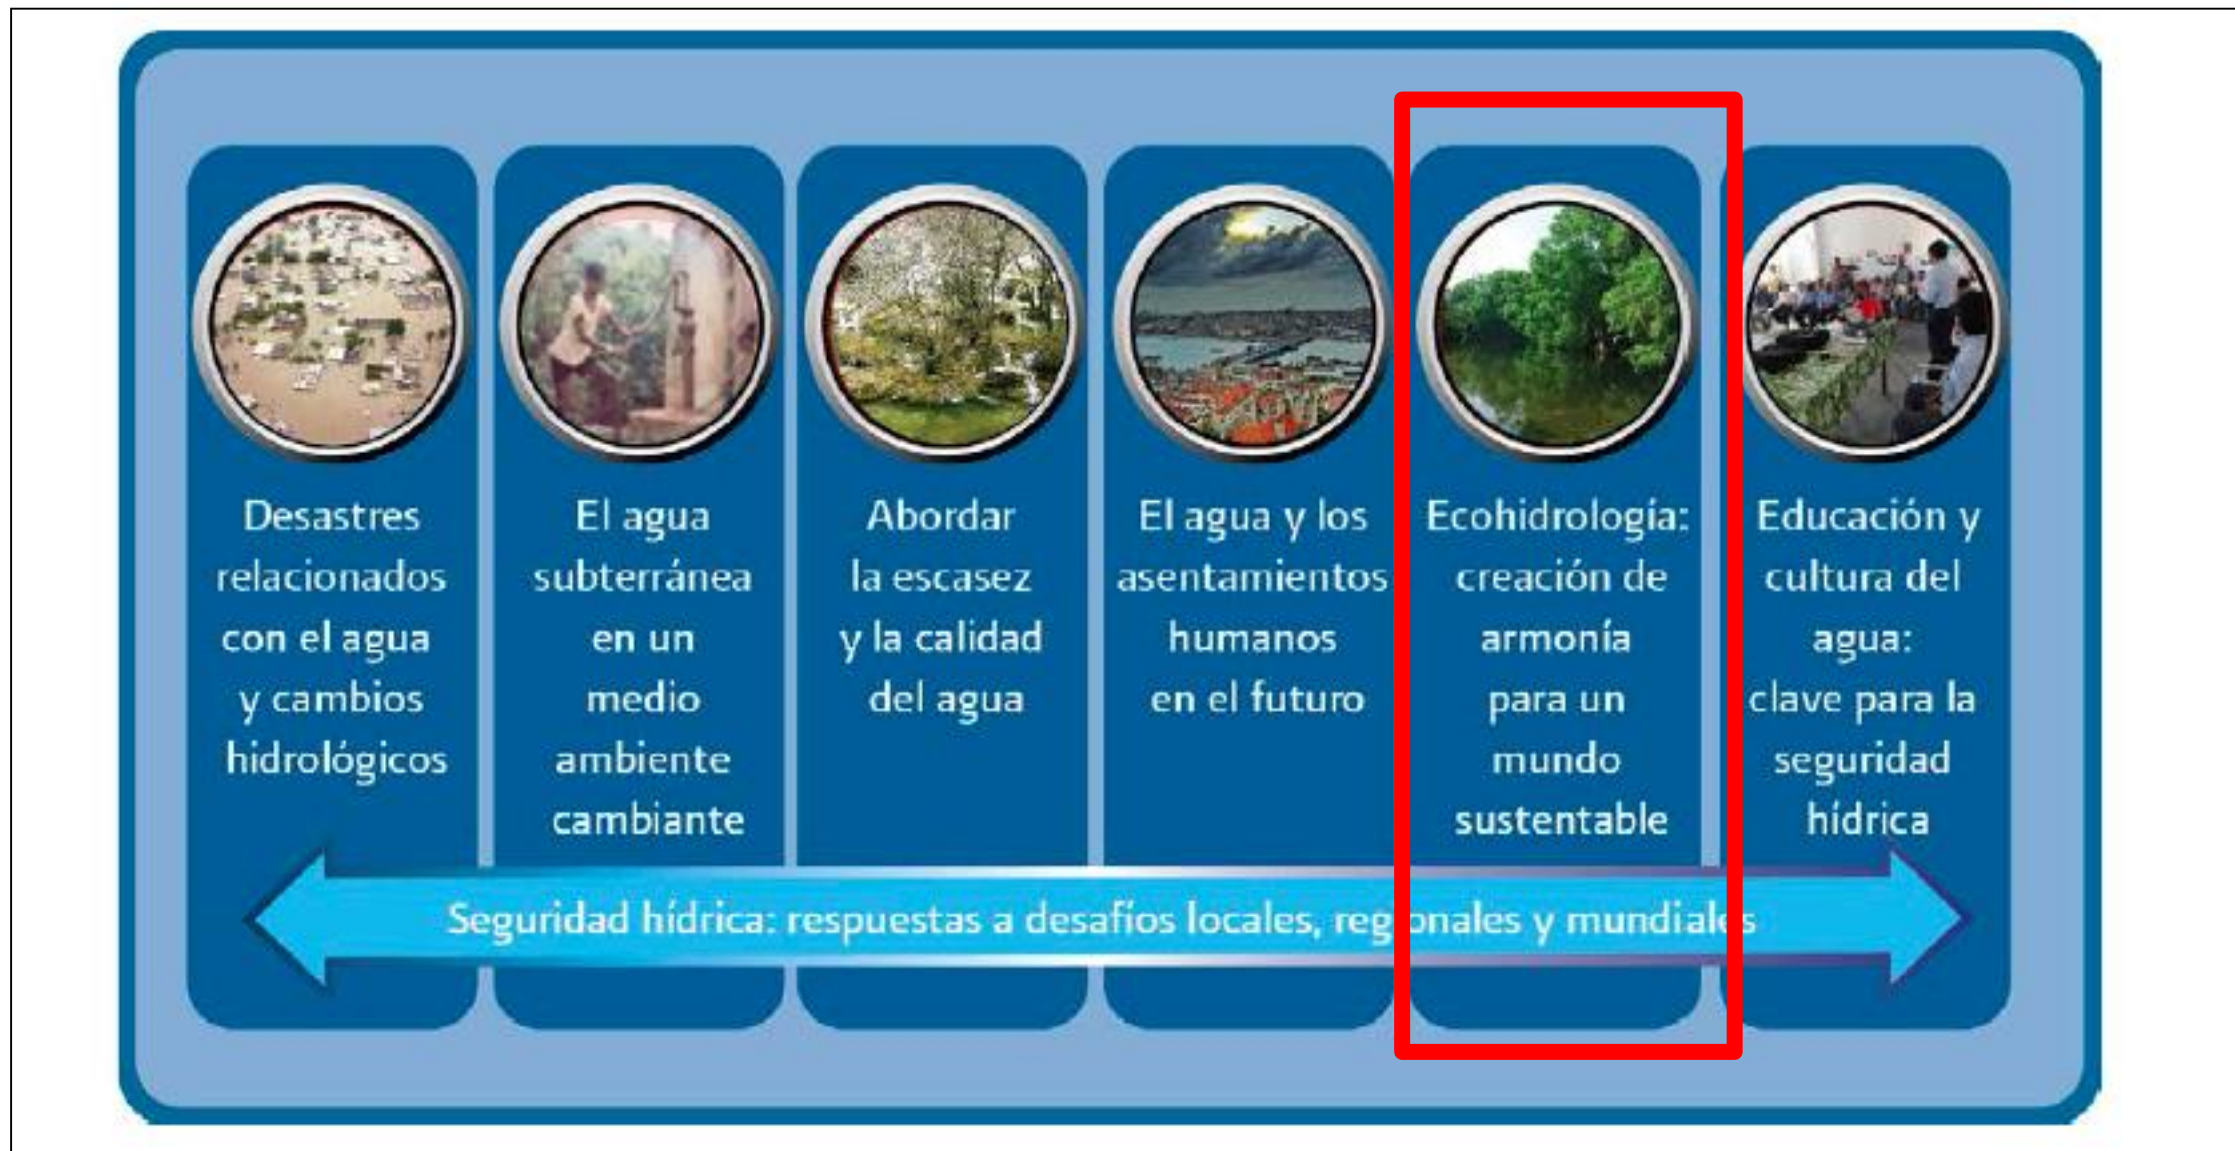 Desastres
relacionados
con el agua
y cambios
hidrológicos
El agua
subterránea
en un
medio
ambiente
cambiante
Abordar
la escasez
y la calidad
del agua
El agua y los
asentamientos
humanos
en el futuro
Ecohidrología:
creación de
armonía
para un
mundo
sustentable
Educación y
cultura del
agua:
clave para la
seguridad
hídrica
Seguridad hídrica: respuestas a desafíos locales, regionales y mundiales